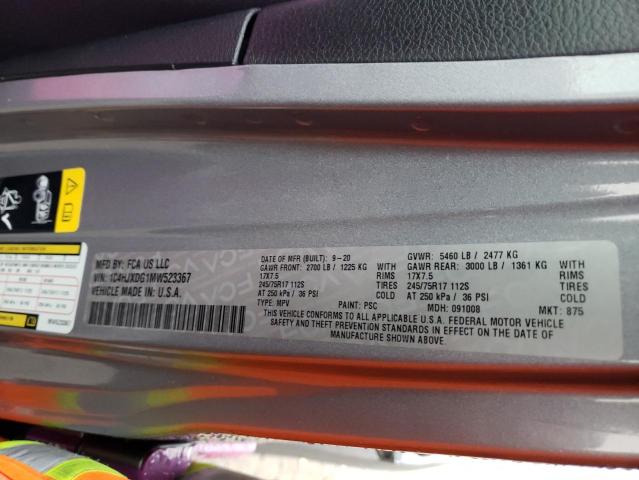 MFD BY: FCA US LLC
VIN: 1C4HJXDG1MW523367
VEHICLE MADE IN U.S.A.
DATE OF MFR (BUILT): 9-20
GVWR: 5460 LB / 2477 KG
GAWR FRONT: 2700 LB / 1225 KG
GAWR REAR: 3000 LB / 1361 KG
17X7.5 RIMS
17X7.5 RIMS
245/75R17 112S TIRES
245/75R17 112S TIRES
AT 250 kPa / 36 PSI
AT 250 kPa / 36 PSI
TYPE: MPV PAINT: PSC MDH: 091008 MKT: 875
THIS VEHICLE CONFORMS TO ALL APPLICABLE U.S.A. FEDERAL MOTOR VEHICLE
SAFETY AND THEFT PREVENTION STANDARDS IN EFFECT ON THE DATE OF
MANUFACTURE SHOWN ABOVE.
MW523367